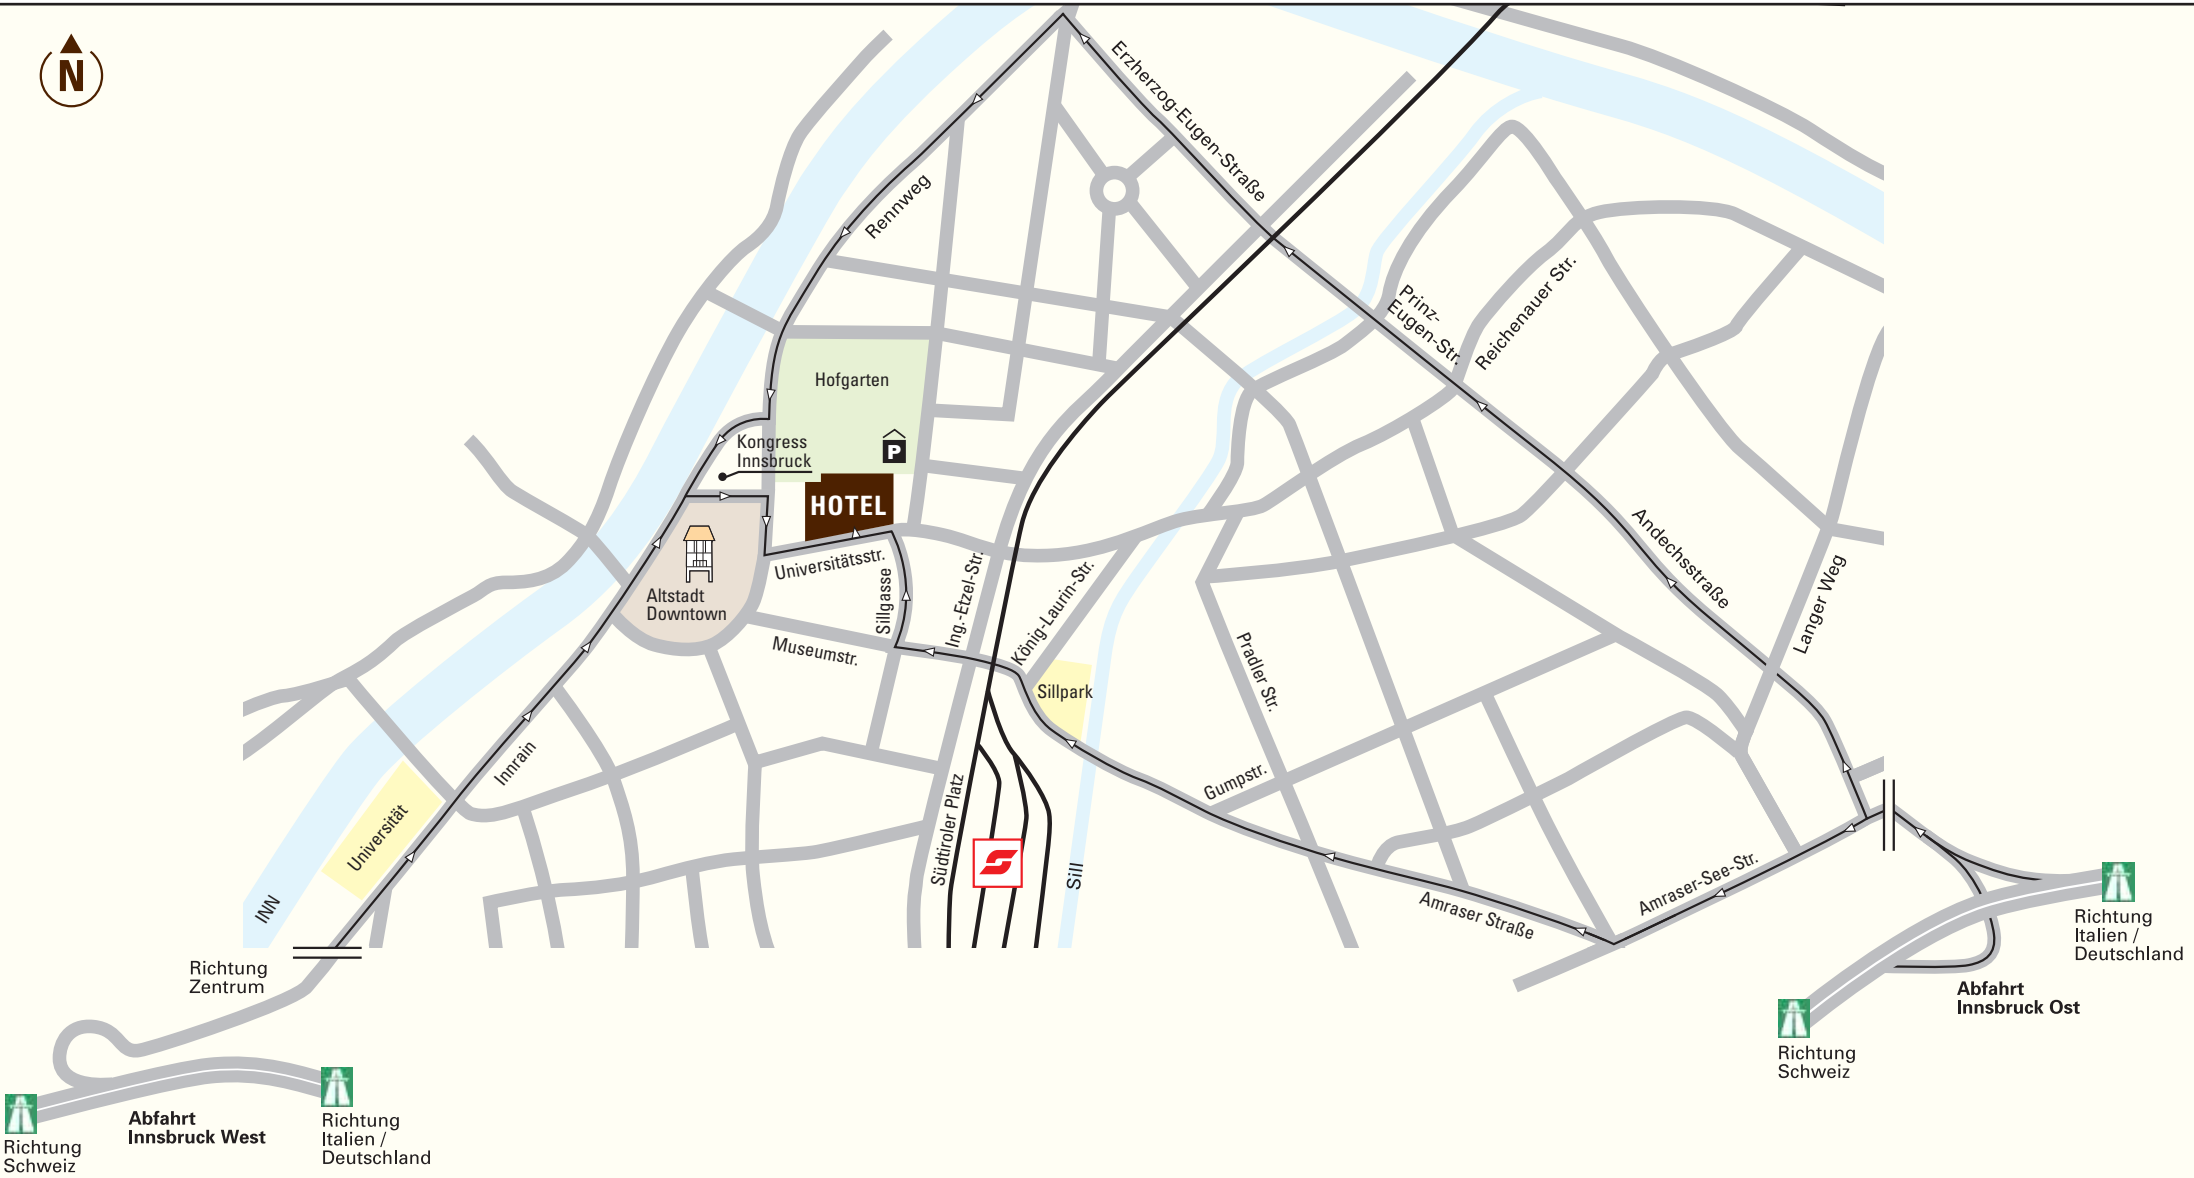 N
Erzherzog-Eugen-Straße
Rennweg
Prinz-
Eugen-Str.
Reichenauer Str.
Hofgarten
Kongress
Innsbruck
P
HOTEL
Andechsstraße
Langer Weg
Universitätsstr.
Sillgasse
Ing.-Etzel-Str.
König-Laurin-Str.
Altstadt
Downtown
Museumstr.
Pradler Str.
Sillpark
Innrain
Gumpstr.
Universität
Südtiroler Platz
Sill
Amraser-See-Str.
Amraser Straße
INN
Richtung
Zentrum
Richtung
Italien /
Deutschland
Abfahrt
Innsbruck Ost
Richtung
Schweiz
Abfahrt
Innsbruck West
Richtung
Italien /
Deutschland
Richtung
Schweiz